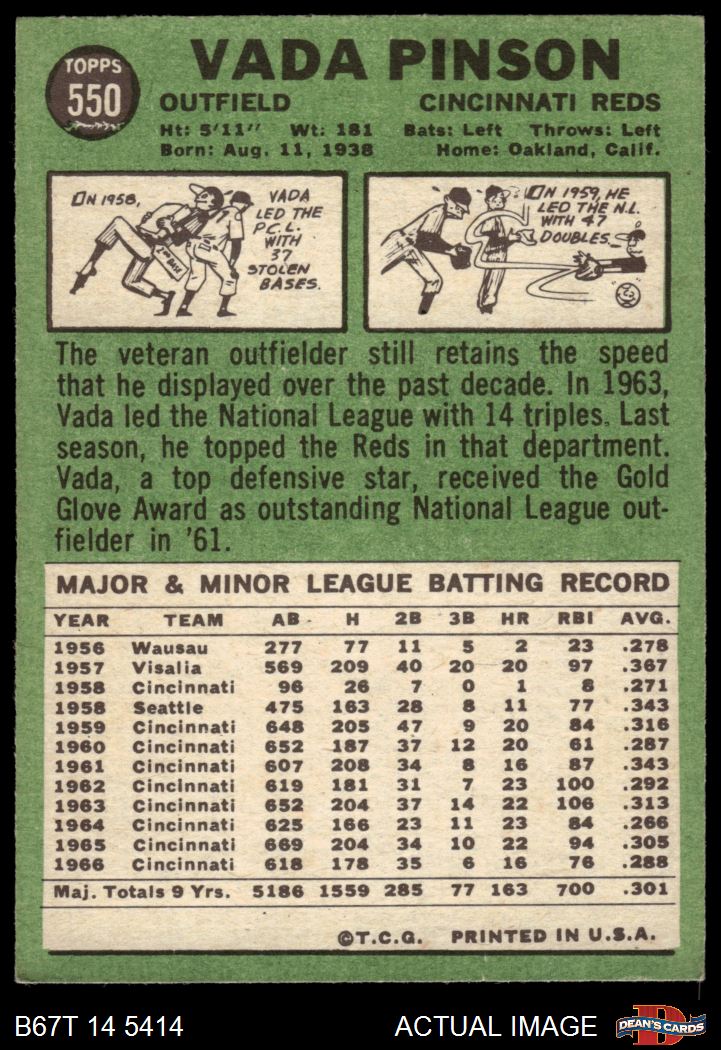 TOPPS
550
VADA PINSON
OUTFIELD CINCINNATI REDS
Ht: 5'11" Wt: 181 Bats: Left Throws: Left
Born: Aug. 11, 1938 Home: Oakland, Calif.
IN 1958,
VADA
LED THE
P.C.L.
WITH
37
STOLEN
BASES.
2ND BASE
IN 1959, HE
LED THE N.L.
WITH 47
DOUBLES.
The veteran outfielder still retains the speed
that he displayed over the past decade. In 1963,
Vada led the National League with 14 triples. Last
season, he topped the Reds in that department.
Vada, a top defensive star, received the Gold
Glove Award as outstanding National League out-
fielder in '61.
MAJOR & MINOR LEAGUE BATTING RECORD
YEAR TEAM AB H 2B 3B HR RBI AVG.
1956 Wausau 277 77 11 5 2 23 .278
1957 Visalia 569 209 40 20 20 97 .367
1958 Cincinnati 96 26 7 0 1 8 .271
1958 Seattle 475 163 28 8 11 77 .343
1959 Cincinnati 648 205 47 9 20 84 .316
1960 Cincinnati 652 187 37 12 20 61 .287
1961 Cincinnati 607 208 34 8 16 87 .343
1962 Cincinnati 619 181 31 7 23 100 .292
1963 Cincinnati 652 204 37 14 22 106 .313
1964 Cincinnati 625 166 23 11 23 84 .266
1965 Cincinnati 669 204 34 10 22 94 .305
1966 Cincinnati 618 178 35 6 16 76 .288
Maj. Totals 9 Yrs. 5186 1559 285 77 163 700 .301
©T.C.G. PRINTED IN U.S.A.
B67T 14 5414 ACTUAL IMAGE
D
DEAN'S CARDS